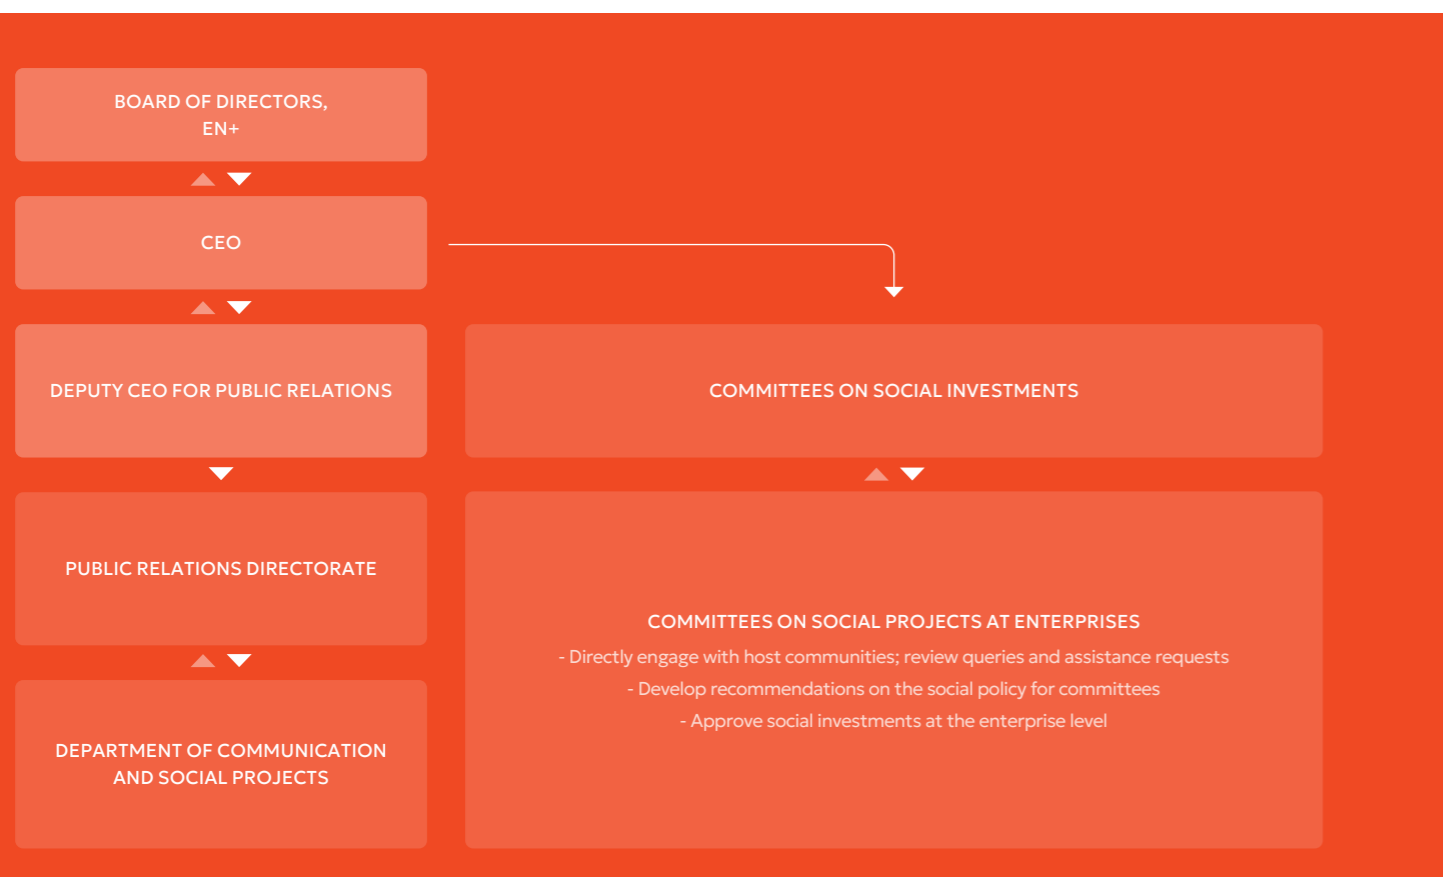 BOARD OF DIRECTORS,
EN+
CEO
DEPUTY CEO FOR PUBLIC RELATIONS
COMMITTEES ON SOCIAL INVESTMENTS
PUBLIC RELATIONS DIRECTORATE
COMMITTEES ON SOCIAL PROJECTS AT ENTERPRISES
- Directly engage with host communities; review queries and assistance requests
- Develop recommendations on the social policy for committees
- Approve social investments at the enterprise level
DEPARTMENT OF COMMUNICATION
AND SOCIAL PROJECTS